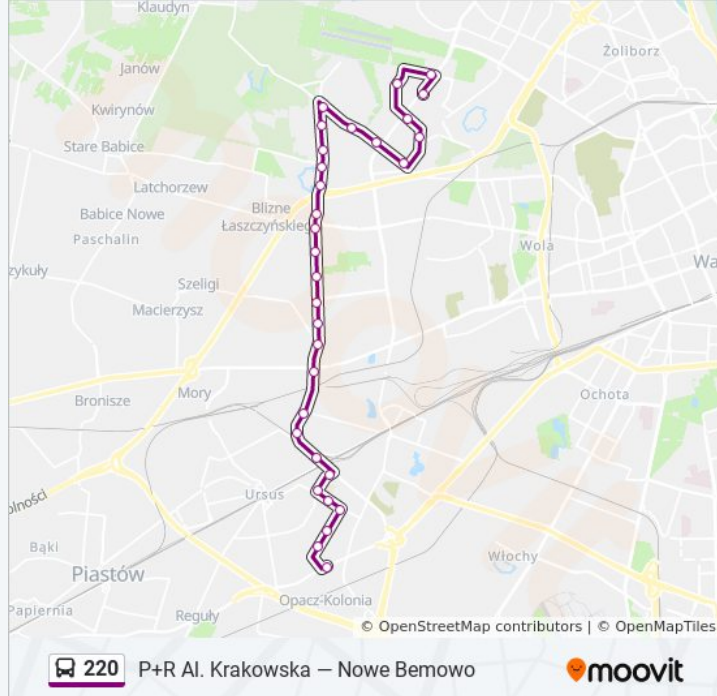 Klaudyn
Żoliborz
Janów
Kwirynów
Stare Babice
Latchorzew
Blizne
Łaszczyńskieg
Babice Nowe
Paschalin
Wola
zykuły
Wa
Szeligi
Macierzysz
Mory
Bronisze
Ochota
olności
Ursus
Bąki
Włochy
Piastów
Opacz-Kolonia
Papiernia
Reguły
© OpenStreetMap contributors | © OpenMapTiles
220 P+R Al. Krakowska — Nowe Bemowo
moovit